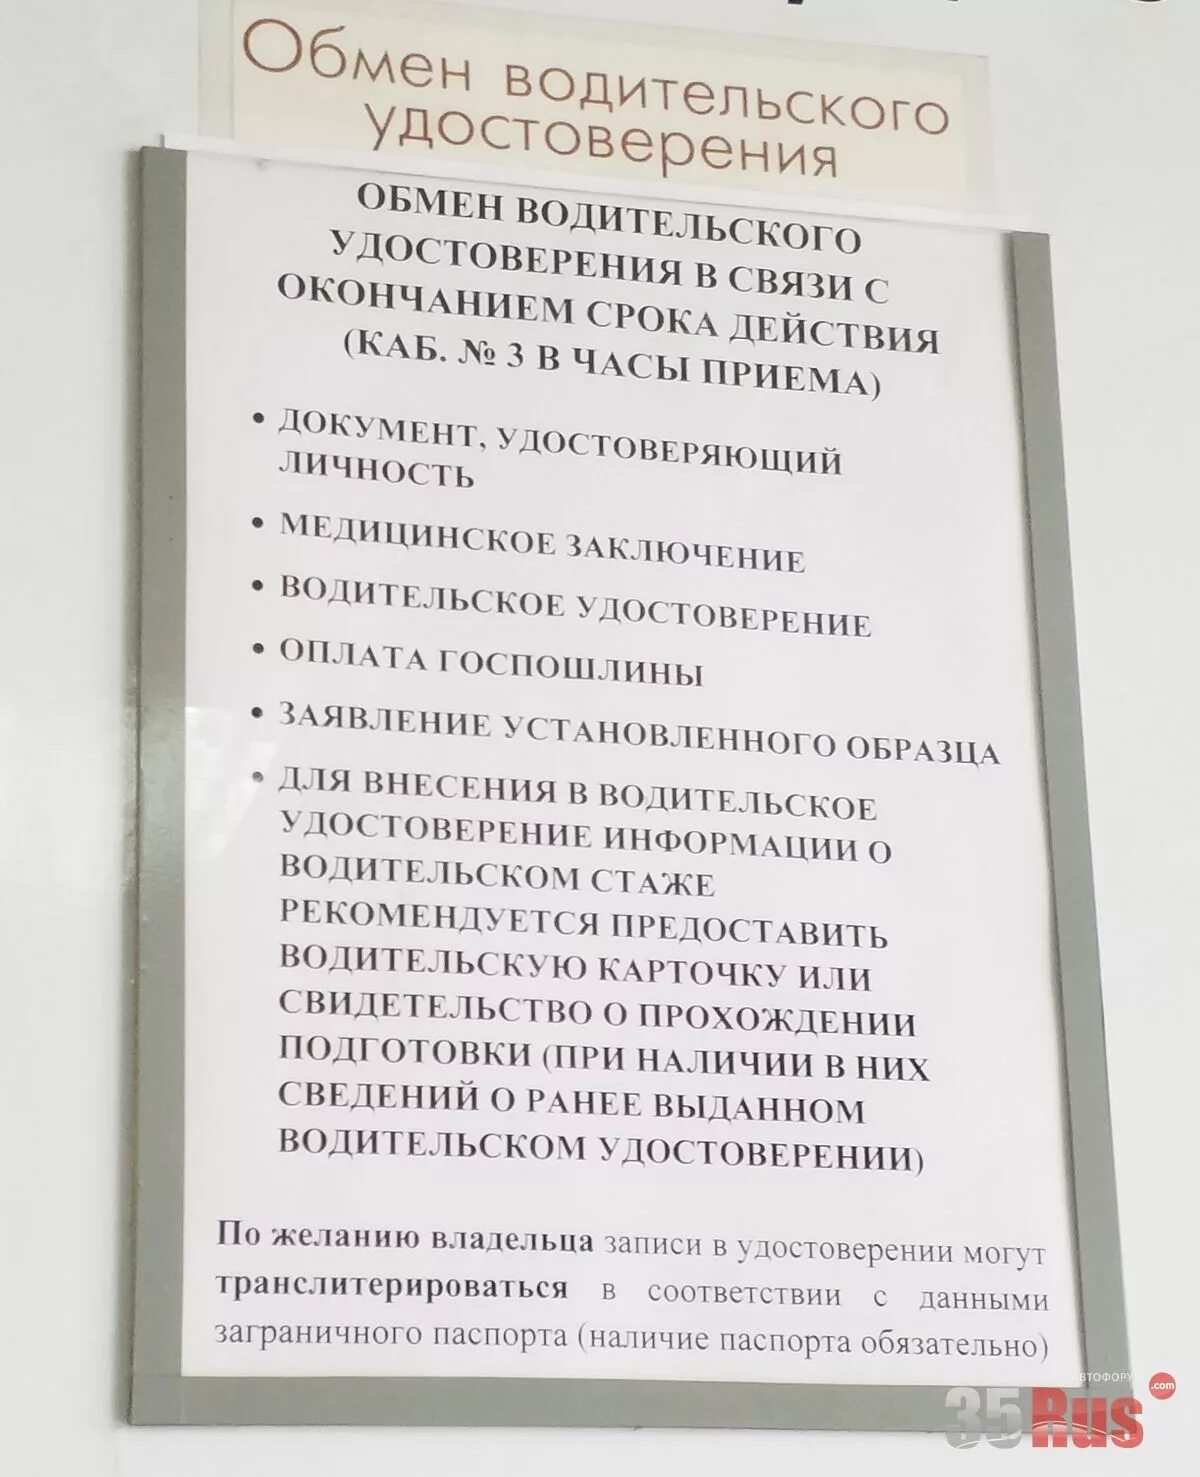 Обмен водительского
удостоверения
ОБМЕН ВОДИТЕЛЬСКОГО
УДОСТОВЕРЕНИЯ В СВЯЗИ С
ОКОНЧАНИЕМ СРОКА ДЕЙСТВИЯ
(КАБ. № 3 В ЧАСЫ ПРИЕМА)
• ДОКУМЕНТ, УДОСТОВЕРЯЮЩИЙ
ЛИЧНОСТЬ
• МЕДИЦИНСКОЕ ЗАКЛЮЧЕНИЕ
• ВОДИТЕЛЬСКОЕ УДОСТОВЕРЕНИЕ
• ОПЛАТА ГОСПОШЛИНЫ
• ЗАЯВЛЕНИЕ УСТАНОВЛЕННОГО ОБРАЗЦА
• ДЛЯ ВНЕСЕНИЯ В ВОДИТЕЛЬСКОЕ
УДОСТОВЕРЕНИЕ ИНФОРМАЦИИ О
ВОДИТЕЛЬСКОМ СТАЖЕ
РЕКОМЕНДУЕТСЯ ПРЕДОСТАВИТЬ
ВОДИТЕЛЬСКУЮ КАРТОЧКУ ИЛИ
СВИДЕТЕЛЬСТВО О ПРОХОЖДЕНИИ
ПОДГОТОВКИ (ПРИ НАЛИЧИИ В НИХ
СВЕДЕНИЙ О РАНЕЕ ВЫДАННОМ
ВОДИТЕЛЬСКОМ УДОСТОВЕРЕНИИ)
По желанию владельца записи в удостоверении могут
транслитерироваться в соответствии с данными
заграничного паспорта (наличие паспорта обязательно)
АВТОФОРУМ .com
35Rus